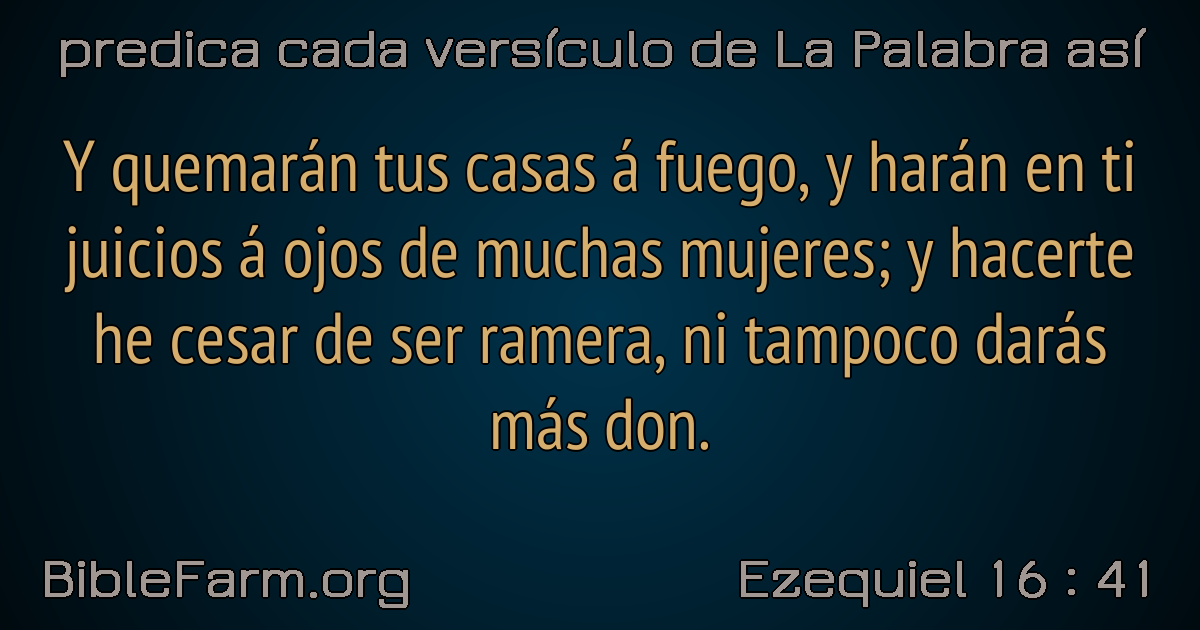 predica cada versículo de La Palabra así
Y quemarán tus casas á fuego, y harán en ti
juicios á ojos de muchas mujeres; y hacerte
he cesar de ser ramera, ni tampoco darás
más don.
BibleFarm.org
Ezequiel 16 : 41